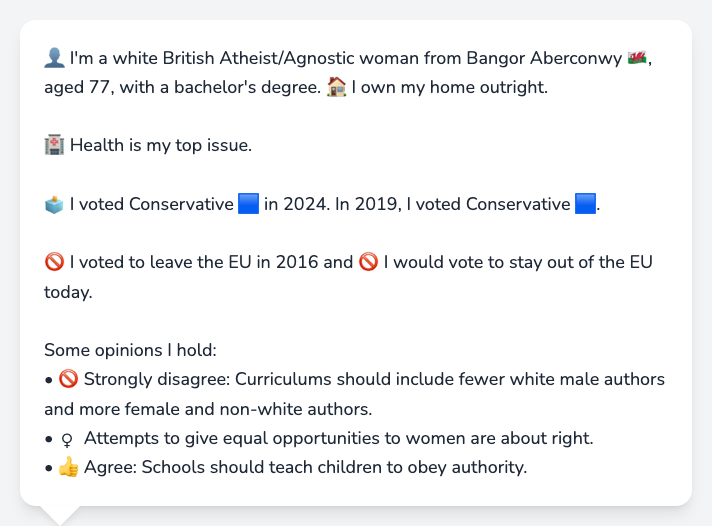 👤 I'm a white British Atheist/Agnostic woman from Bangor Aberconwy 🏴󠁧󠁢󠁷󠁬󠁳󠁿,
aged 77, with a bachelor's degree. 🏠 I own my home outright.
🏥 Health is my top issue.
🗳️ I voted Conservative 🟦 in 2024. In 2019, I voted Conservative 🟦.
🚫 I voted to leave the EU in 2016 and 🚫 I would vote to stay out of the EU
today.
Some opinions I hold:
• 🚫 Strongly disagree: Curriculums should include fewer white male authors
and more female and non-white authors.
• ♀ Attempts to give equal opportunities to women are about right.
• 👍 Agree: Schools should teach children to obey authority.